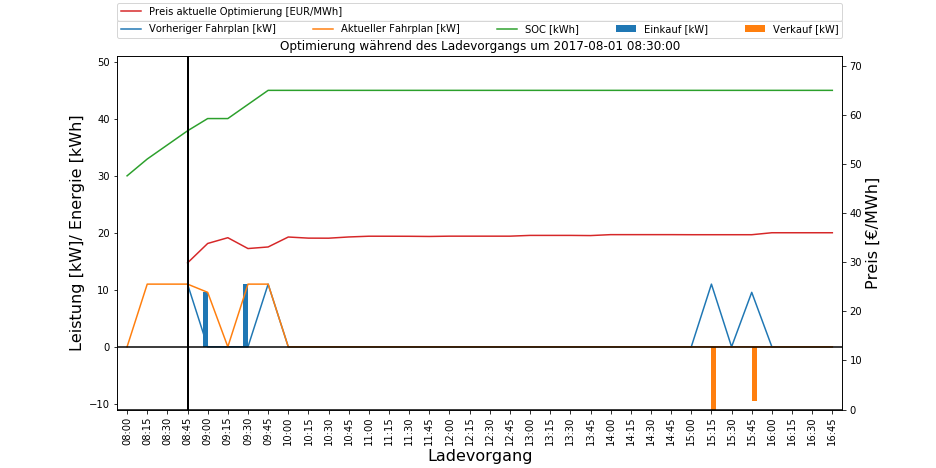 Preis aktuelle Optimierung [EUR/MWh]
Vorheriger Fahrplan [kW] Aktueller Fahrplan [kW] SOC [kWh] Einkauf [kW] Verkauf [kW]
Optimierung während des Ladevorgangs um 2017-08-01 08:30:00
Leistung [kW]/ Energie [kWh]
50
40
30
20
10
0
−10
70
60
50
40
30
20
10
0
Preis [€/MWh]
08:00 08:15 08:30 08:45 09:00 09:15 09:30 09:45 10:00 10:15 10:30 10:45 11:00 11:15 11:30 11:45 12:00 12:15 12:30 12:45 13:00 13:15 13:30 13:45 14:00 14:15 14:30 14:45 15:00 15:15 15:30 15:45 16:00 16:15 16:30 16:45
Ladevorgang